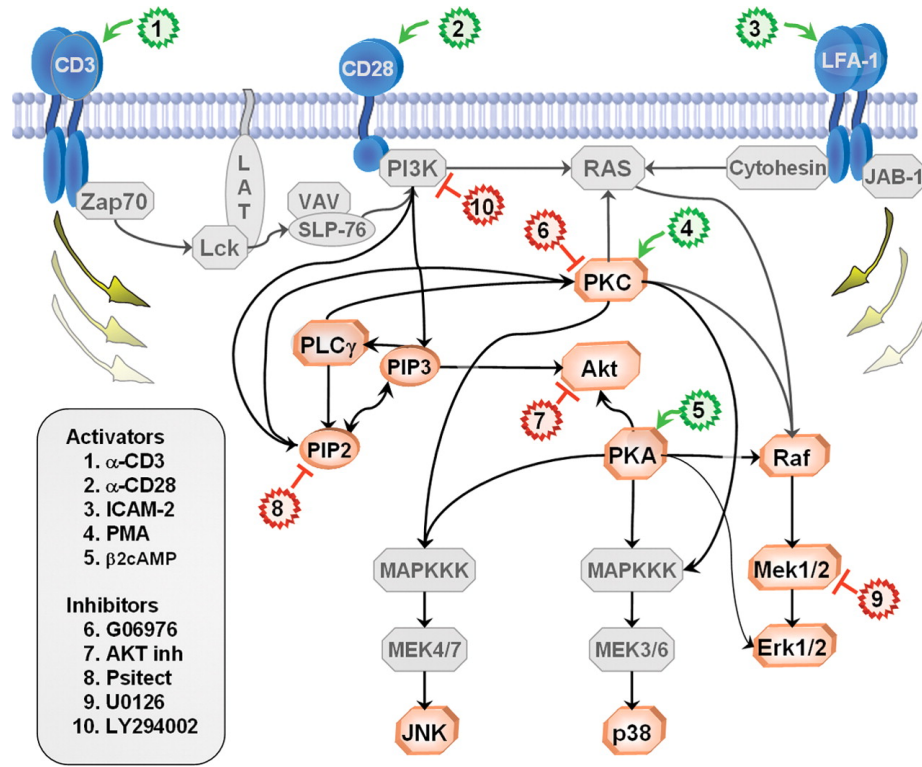 1
2
3
CD3
CD28
LFA-1
LAT
PI3K
RAS
Cytohesin
JAB-1
Zap70
VAV
SLP-76
Lck
10
6
4
PKC
PLCγ
PIP3
Akt
7
5
PIP2
PKA
Raf
8
MAPKKK
MAPKKK
Mek1/2
9
MEK4/7
MEK3/6
Erk1/2
JNK
p38
Activators
1. α-CD3
2. α-CD28
3. ICAM-2
4. PMA
5. β2cAMP
Inhibitors
6. G06976
7. AKT inh
8. Psitect
9. U0126
10. LY294002